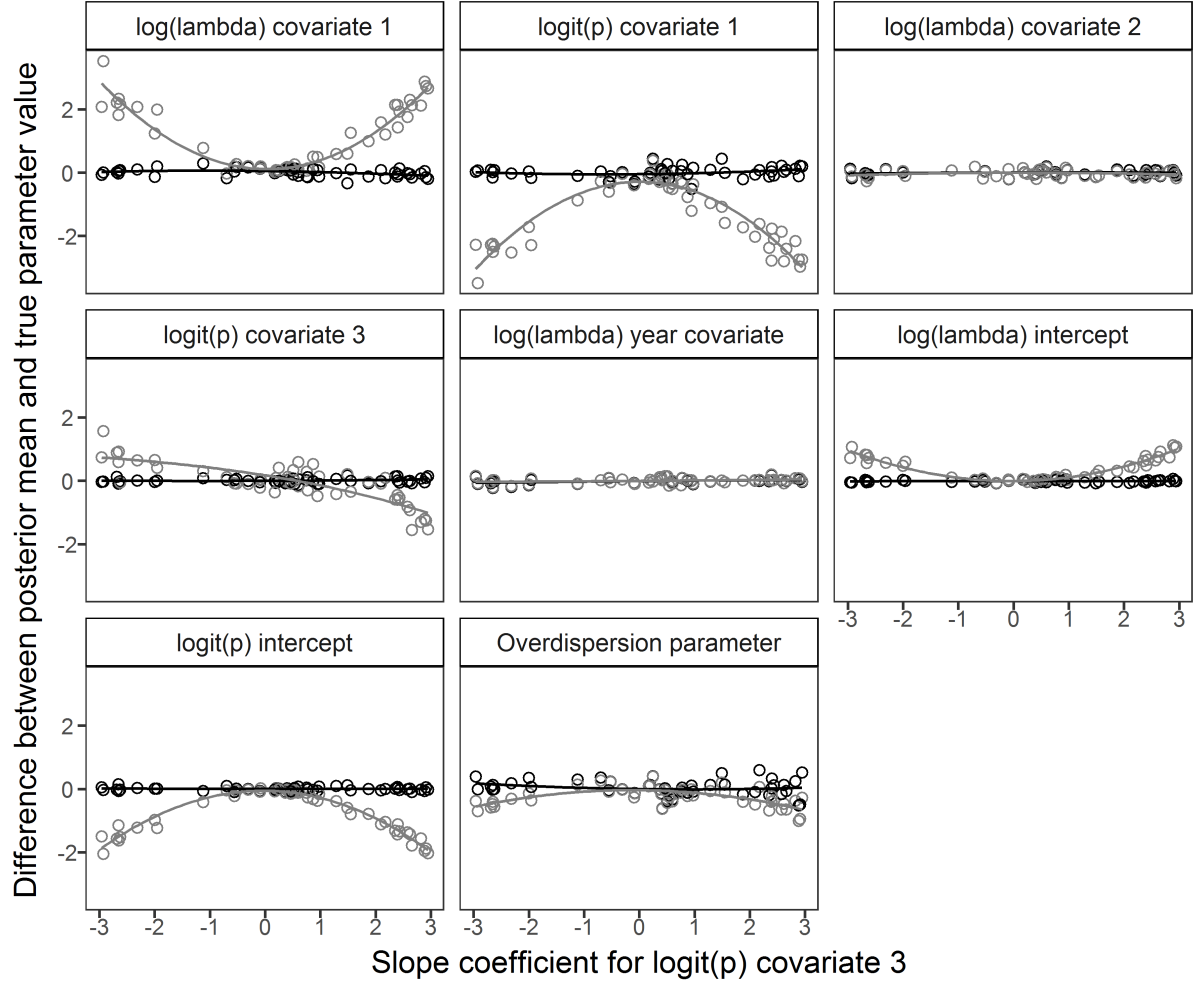 log(lambda) covariate 1
logit(p) covariate 1
log(lambda) covariate 2
2
0
-2
logit(p) covariate 3
log(lambda) year covariate
log(lambda) intercept
2
0
-2
-3 -2 -1 0 1 2 3
logit(p) intercept
Overdispersion parameter
2
0
-2
-3 -2 -1 0 1 2 3
-3 -2 -1 0 1 2 3
Slope coefficient for logit(p) covariate 3
Difference between posterior mean and true parameter value